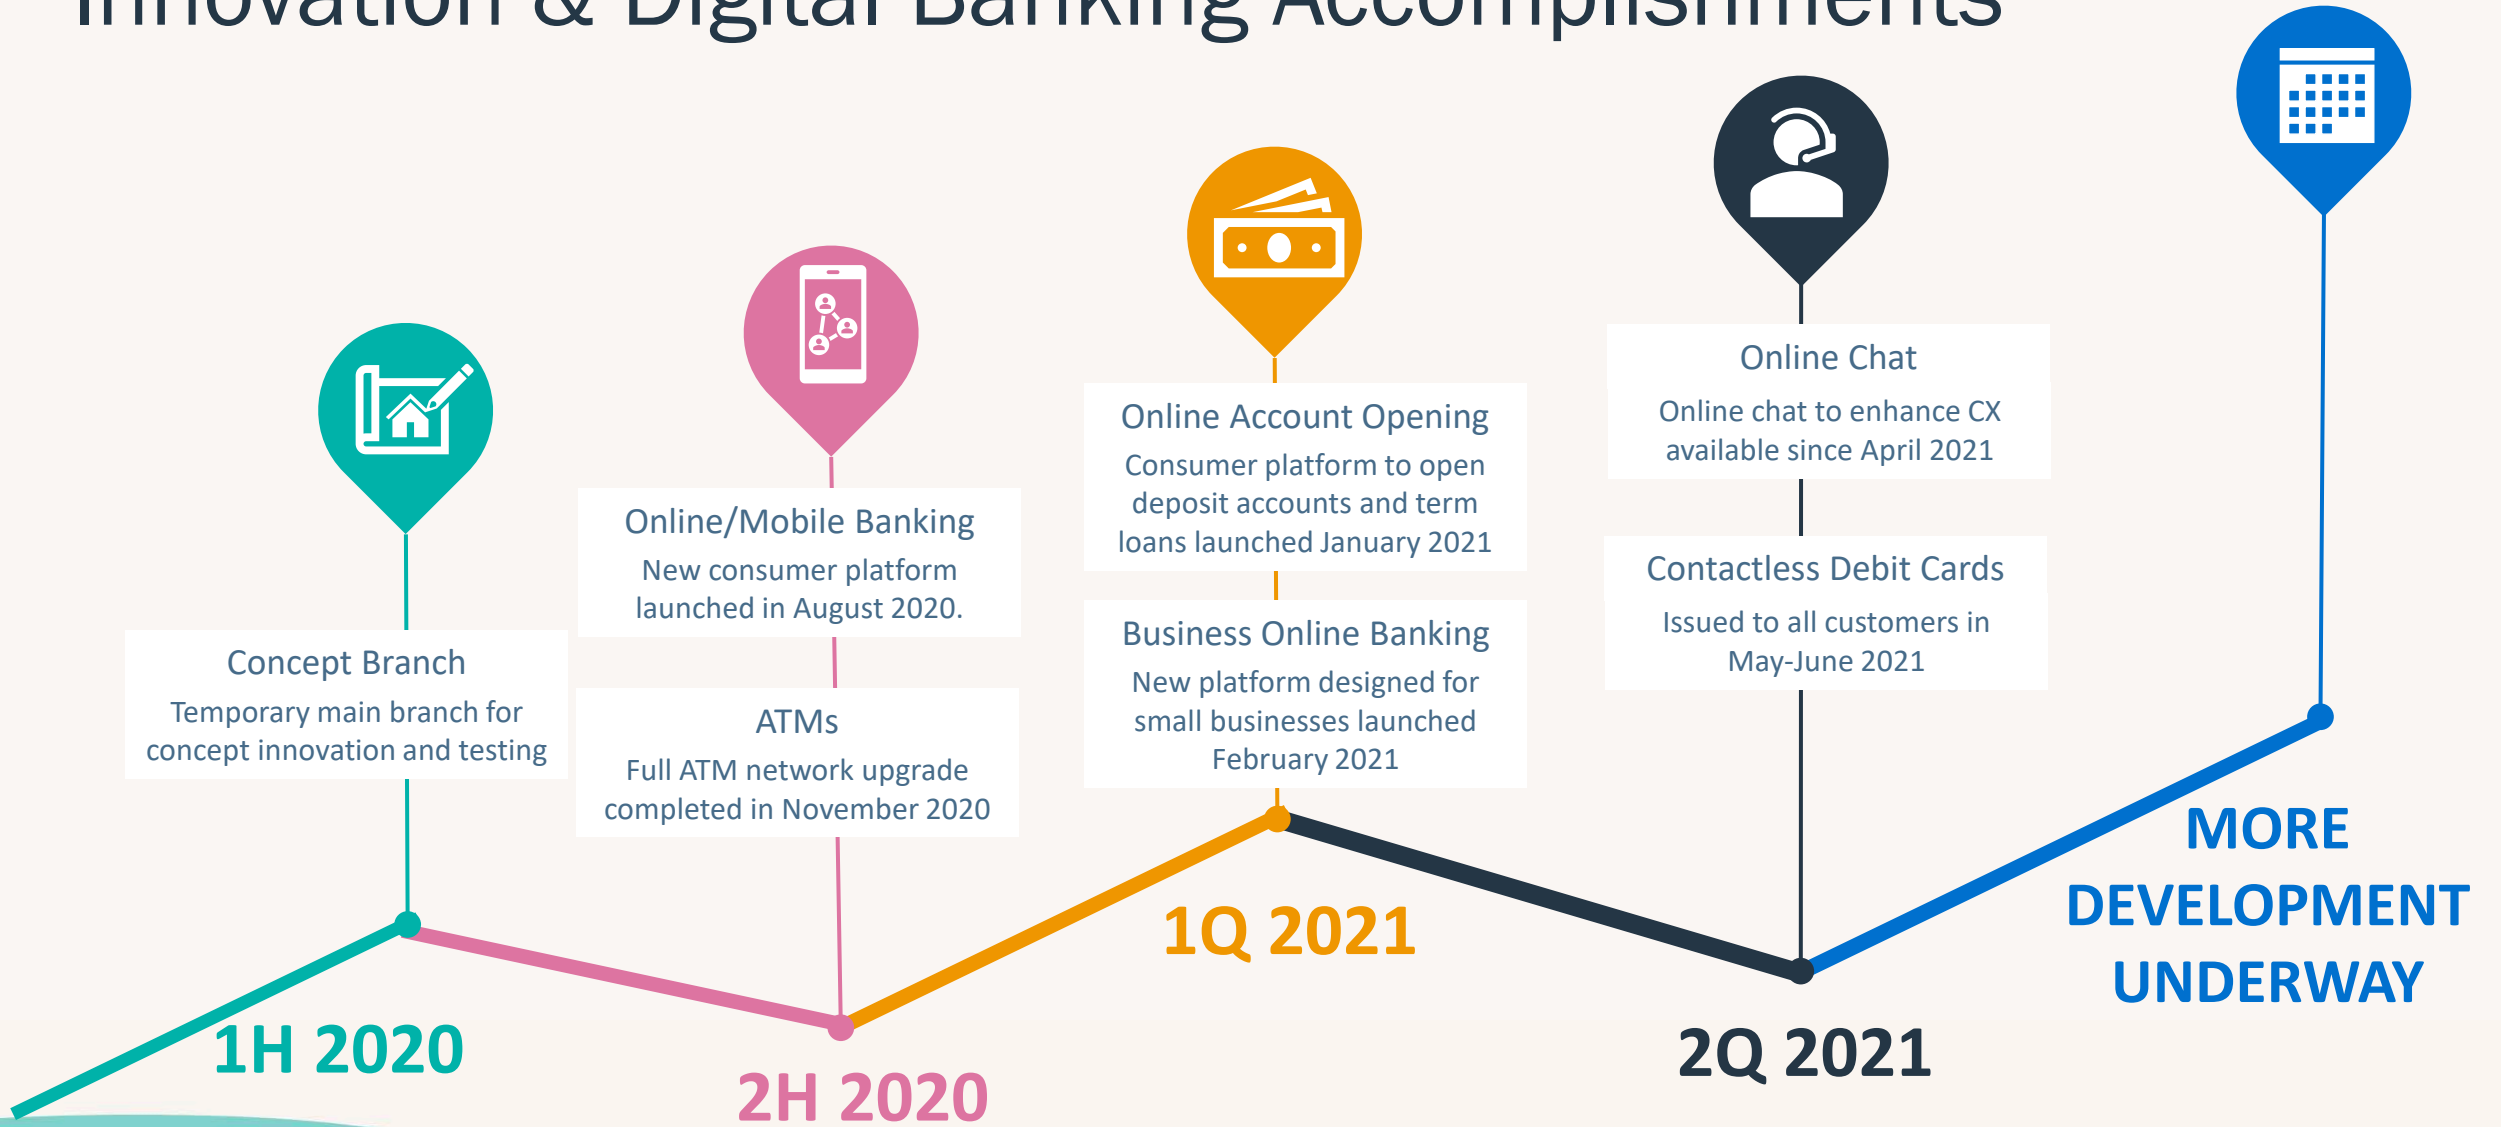 Innovation & Digital Banking Accomplishments
Concept Branch
Temporary main branch for
concept innovation and testing
1H 2020
Online/Mobile Banking
New consumer platform
launched in August 2020.
ATMs
Full ATM network upgrade
completed in November 2020
2H 2020
Online Account Opening
Consumer platform to open
deposit accounts and term
loans launched January 2021
Business Online Banking
New platform designed for
small businesses launched
February 2021
1Q 2021
Online Chat
Online chat to enhance CX
available since April 2021
Contactless Debit Cards
Issued to all customers in
May-June 2021
2Q 2021
MORE
DEVELOPMENT
UNDERWAY